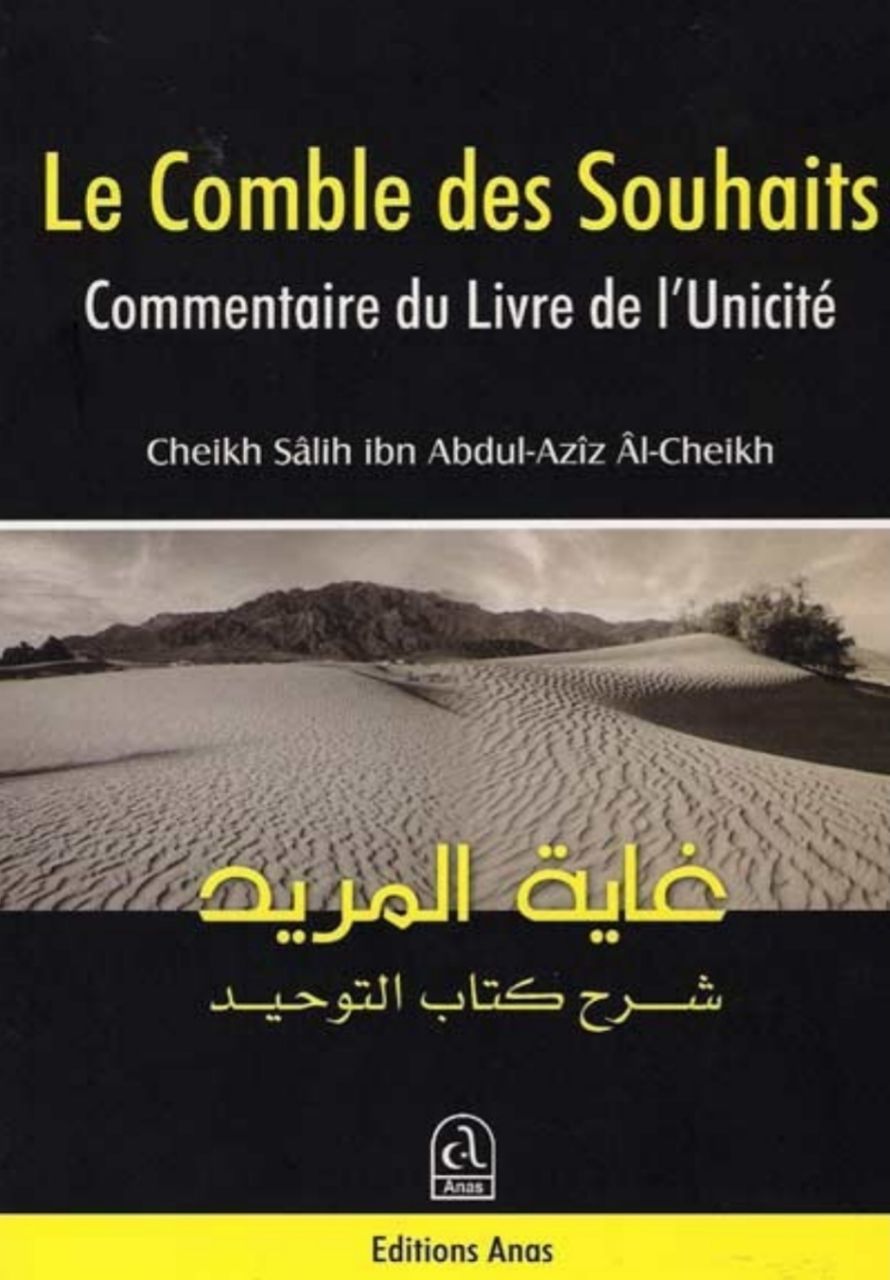 Le Comble des Souhaits
Commentaire du Livre de l'Unicité
Cheikh Sâlih ibn Abdul-Azîz Âl-Cheikh
غاية المريد
شرح كتاب التوحيد
Anas
Editions Anas